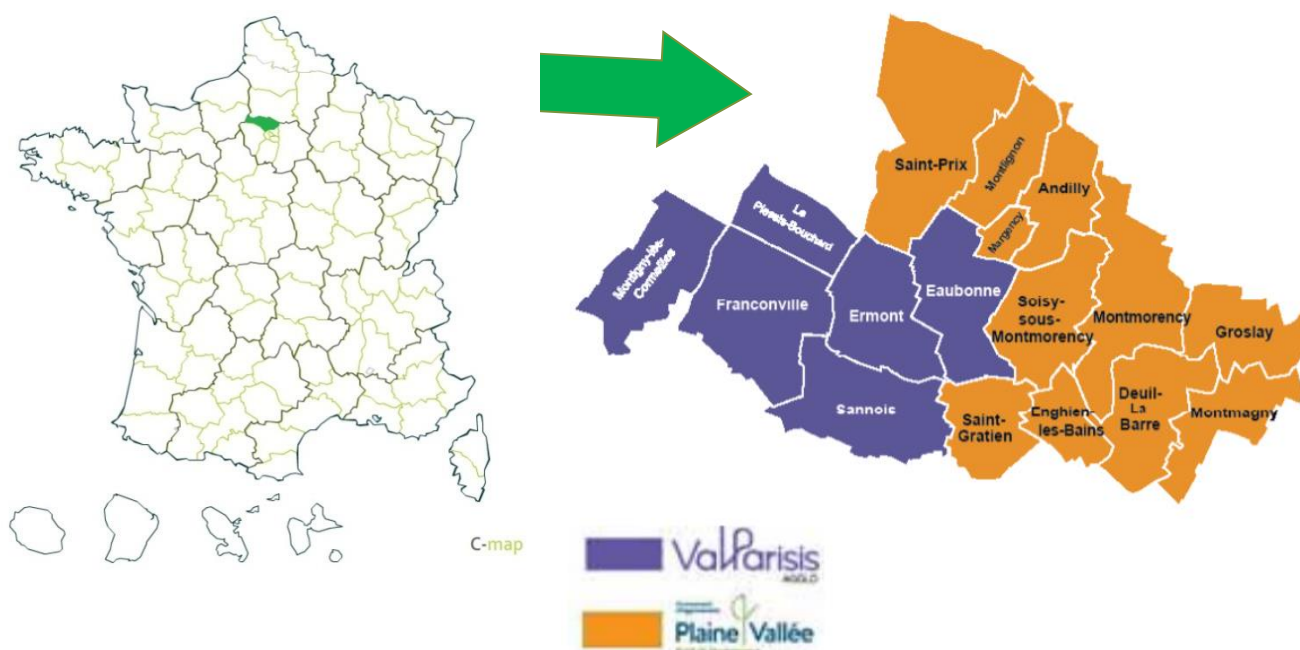 Saint-Prix
Montlignon
Andilly
Margency
Le
Plessis-Bouchard
Montigny-lès-
Cormeilles
Franconville
Ermont
Eaubonne
Soisy-
sous-
Montmorency
Montmorency
Groslay
Sannois
Saint-
Gratien
Enghien-
les-Bains
Deuil-
La
Barre
Montmagny
C-map
ValParisis
AGGLO
Plaine Vallée